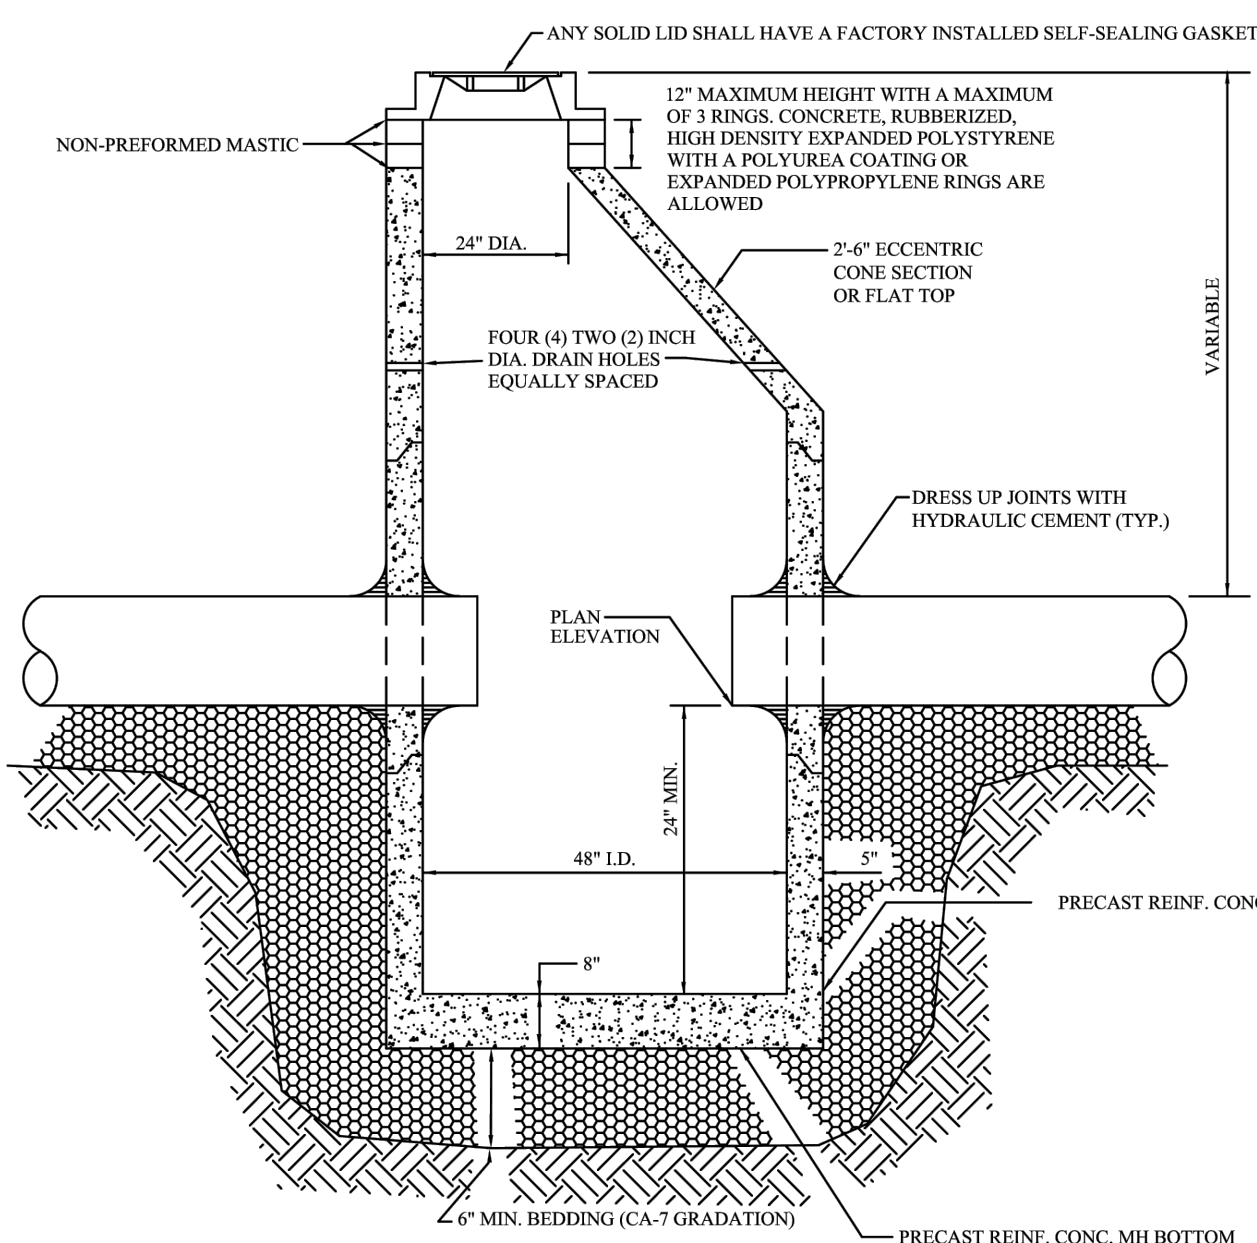 ANY SOLID LID SHALL HAVE A FACTORY INSTALLED SELF-SEALING GASKET
12" MAXIMUM HEIGHT WITH A MAXIMUM
OF 3 RINGS. CONCRETE, RUBBERIZED,
HIGH DENSITY EXPANDED POLYSTYRENE
WITH A POLYUREA COATING OR
EXPANDED POLYPROPYLENE RINGS ARE
ALLOWED
NON-PREFORMED MASTIC
24" DIA.
2'-6" ECCENTRIC
CONE SECTION
OR FLAT TOP
VARIABLE
FOUR (4) TWO (2) INCH
DIA. DRAIN HOLES
EQUALLY SPACED
DRESS UP JOINTS WITH
HYDRAULIC CEMENT (TYP.)
PLAN
ELEVATION
24" MIN.
48" I.D.
5"
PRECAST REINF. CONC
8"
6" MIN. BEDDING (CA-7 GRADATION)
PRECAST REINF. CONC. MH BOTTOM